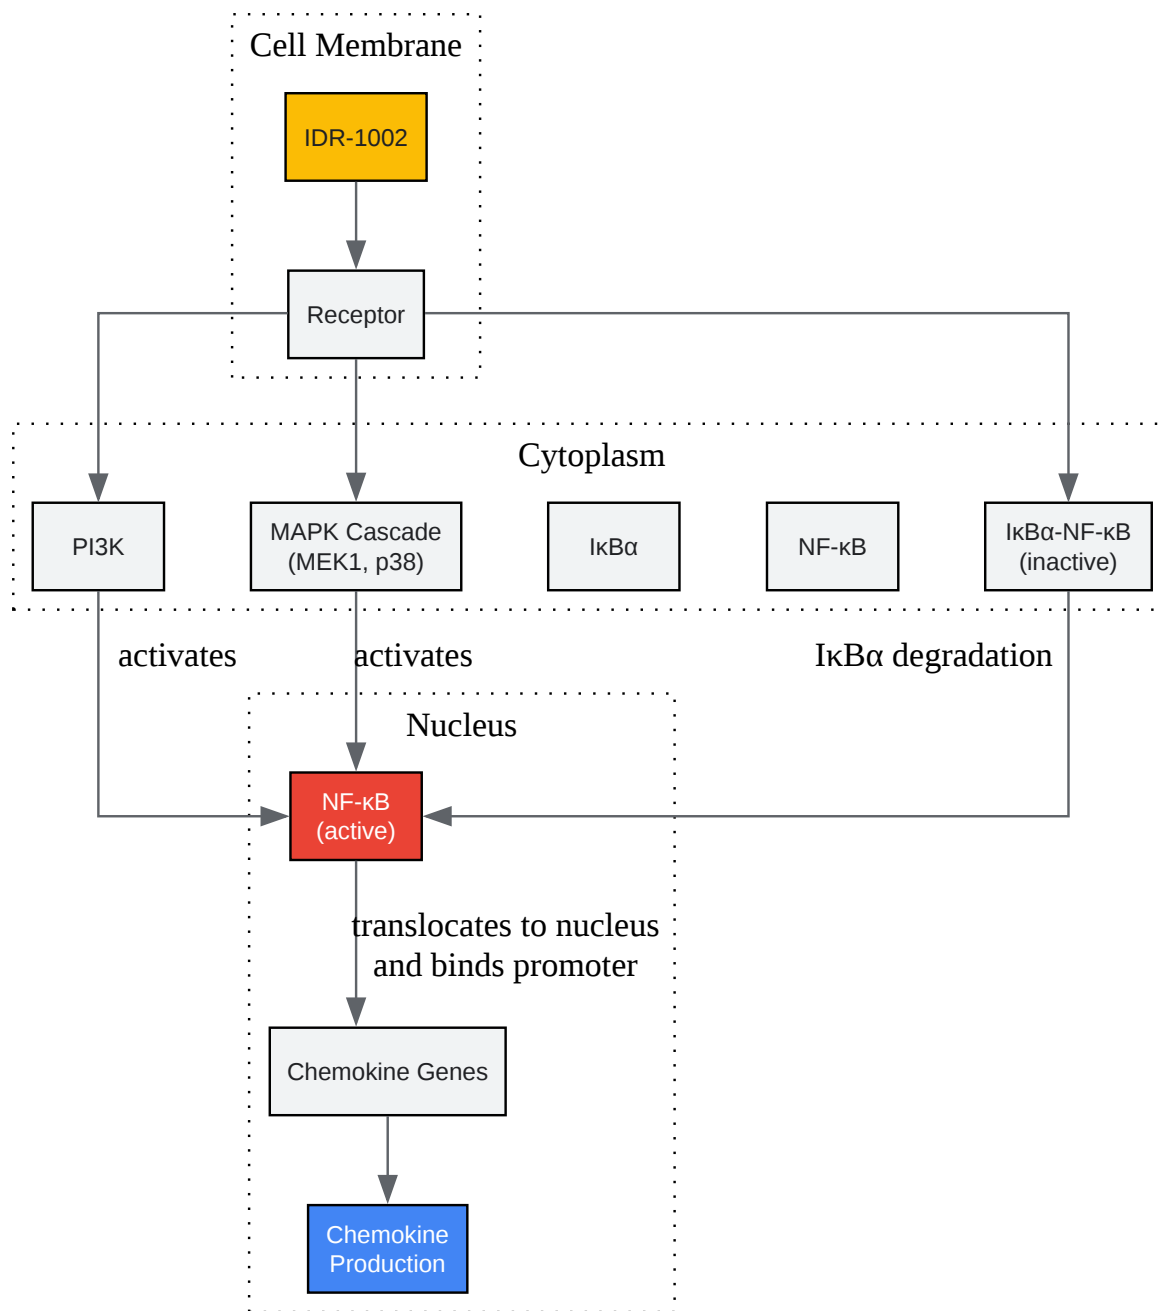 Cell Membrane
IDR-1002
Receptor
Cytoplasm
PI3K
MAPK Cascade
(MEK1, p38)
IκBα
NF-κB
IκBα-NF-κB
(inactive)
activates
activates
IκBα degradation
Nucleus
NF-κB
(active)
translocates to nucleus
and binds promoter
Chemokine Genes
Chemokine
Production